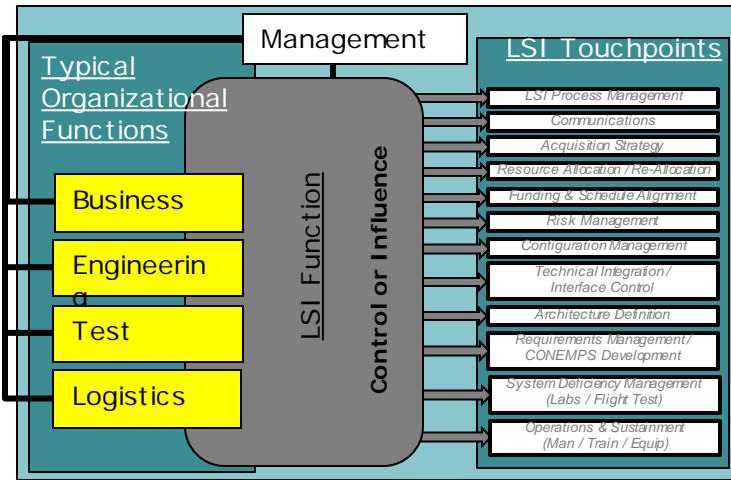 Management
Typical
Organizational
Functions
Business
Engineerin
g
Test
Logistics
LSI Function
Control or Influence
LSI Touchpoints
LSI Process Management
Communications
Acquisition Strategy
Resource Allocation / Re-Allocation
Funding & Schedule Alignment
Risk Management
Configuration Management
Technical Integration /
Interface Control
Architecture Definition
Requirements Management/
CONEMPS Development
System Deficiency Management
(Labs / Flight Test)
Operations & Sustainment
(Man / Train / Equip)